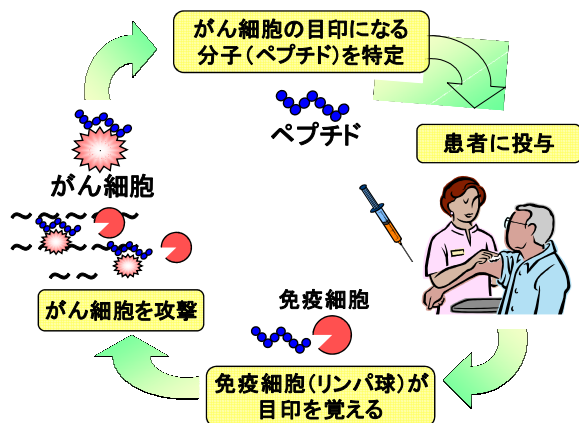 がん細胞の目印になる
分子(ペプチド)を特定
ペプチド
患者に投与
がん細胞
免疫細胞
がん細胞を攻撃
免疫細胞(リンパ球)が
目印を覚える